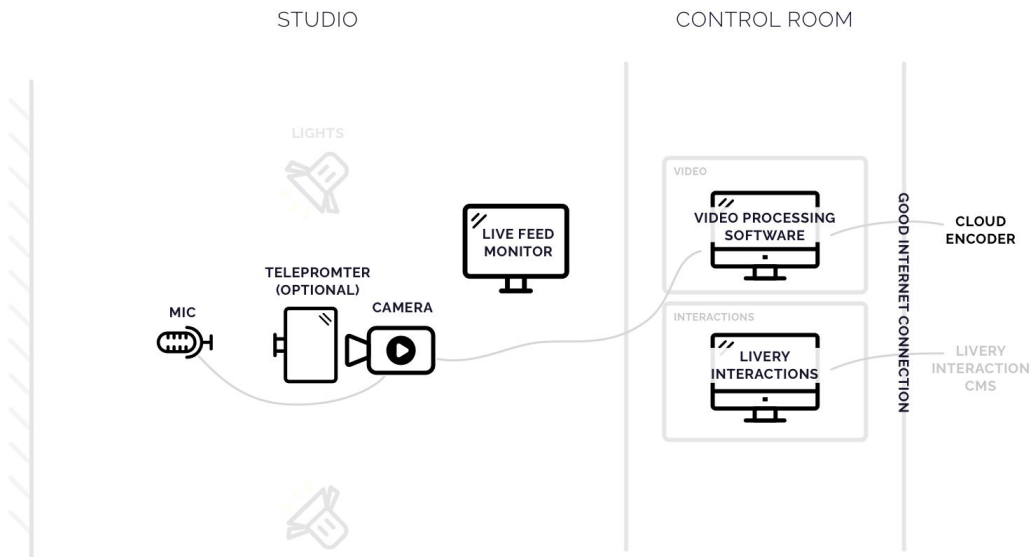 STUDIO
CONTROL ROOM
LIGHTS
LIVE FEED
MONITOR
TELEPROMTER
(OPTIONAL)
MIC
CAMERA
VIDEO
VIDEO PROCESSING
SOFTWARE
INTERACTIONS
LIVERY
INTERACTIONS
GOOD INTERNET CONNECTION
CLOUD
ENCODER
LIVERY
INTERACTION
CMS